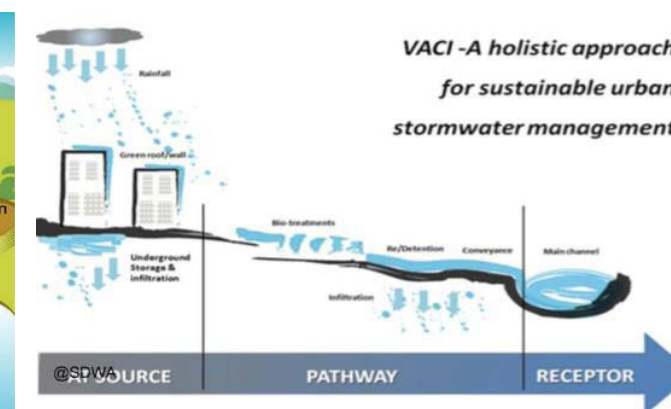 VACI -A holistic approach
for sustainable urban
stormwater management
Rainfall
Green roof/wall
Bio-treatments
Re/Detention
Conveyance
Main channel
Underground
Storage &
infiltration
Infiltration
@SDWA
SOURCE
PATHWAY
RECEPTOR